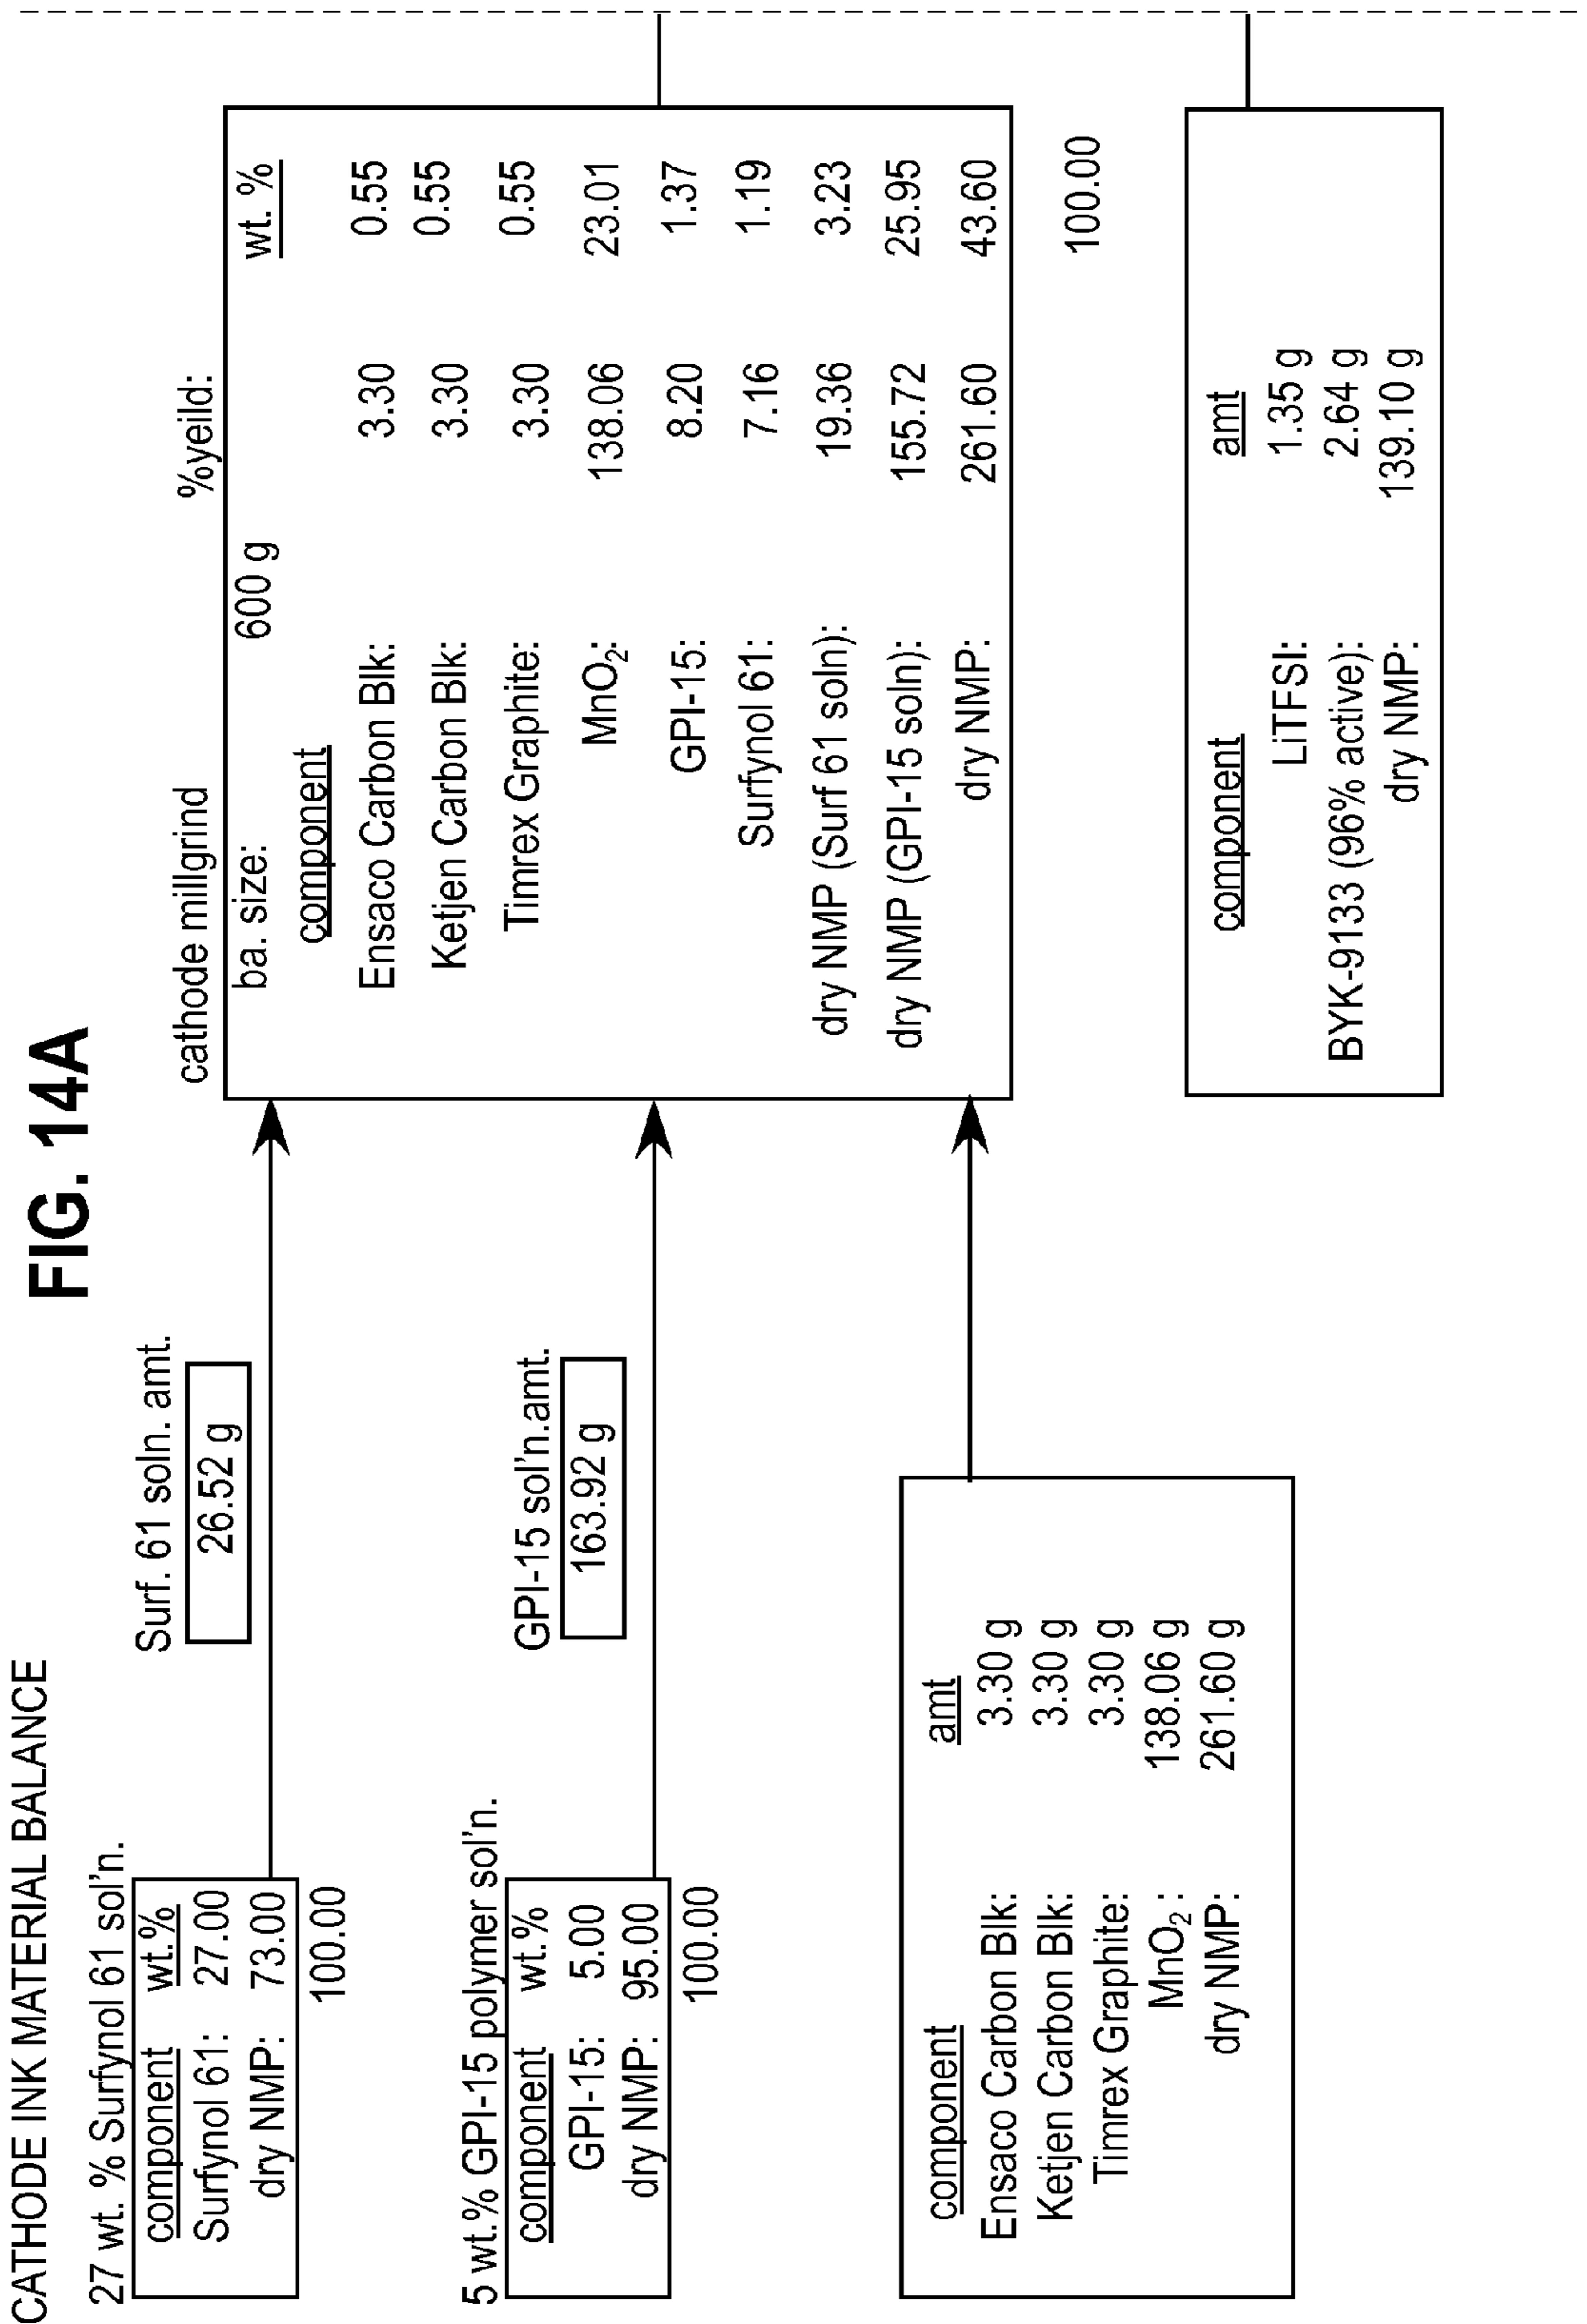 FIG. 14A
CATHODE INK MATERIAL BALANCE
27 wt. % Surfynol 61 sol'n.
component wt.%
Surfynol 61: 27.00
dry NMP: 73.00
100.00
Surf. 61 soln. amt.
26.52 g
5 wt.% GPI-15 polymer sol'n.
component wt.%
GPI-15: 5.00
dry NMP: 95.00
100.00
GPI-15 sol'n.amt.
163.92 g
component amt
Ensaco Carbon Blk: 3.30 g
Ketjen Carbon Blk: 3.30 g
Timrex Graphite: 3.30 g
MnO₂: 138.06 g
dry NMP: 261.60 g
cathode millgrind %yeild:
ba. size: 600 g wt. %
component
Ensaco Carbon Blk: 3.30 0.55
Ketjen Carbon Blk: 3.30 0.55
Timrex Graphite: 3.30 0.55
MnO₂: 138.06 23.01
GPI-15: 8.20 1.37
Surfynol 61: 7.16 1.19
dry NMP (Surf 61 soln): 19.36 3.23
dry NMP (GPI-15 soln): 155.72 25.95
dry NMP: 261.60 43.60
100.00
component amt
LiTFSI: 1.35 g
BYK-9133 (96% active): 2.64 g
dry NMP: 139.10 g